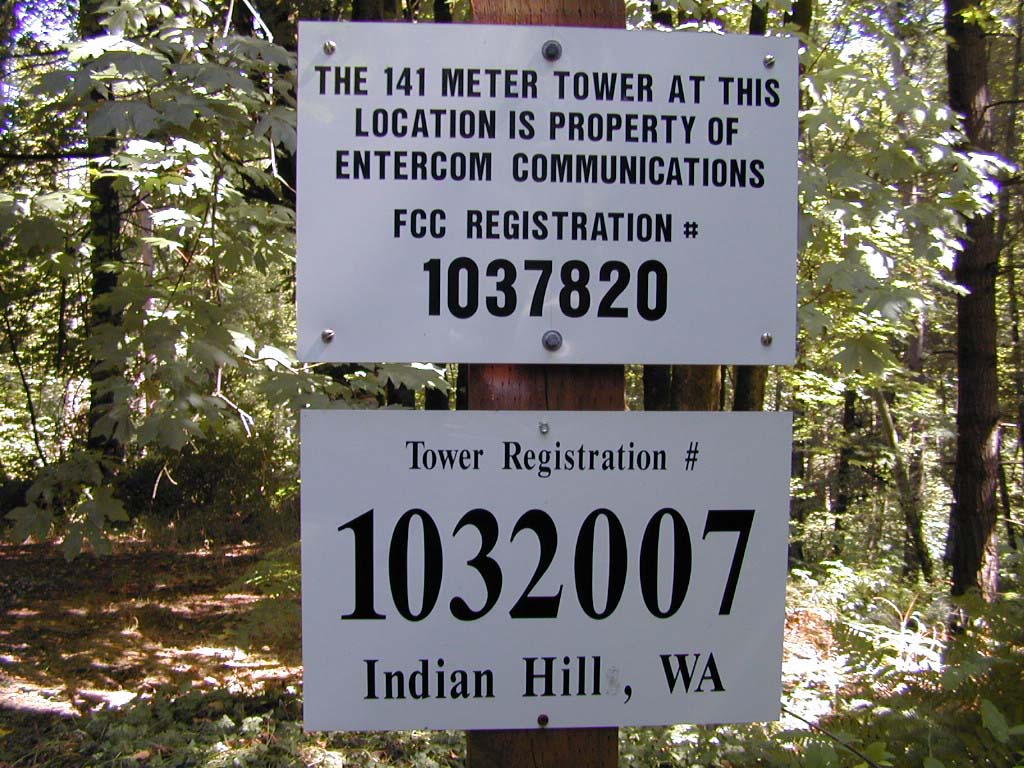 THE 141 METER TOWER AT THIS
LOCATION IS PROPERTY OF
ENTERCOM COMMUNICATIONS
FCC REGISTRATION #
1037820
Tower Registration #
1032007
Indian Hill, WA